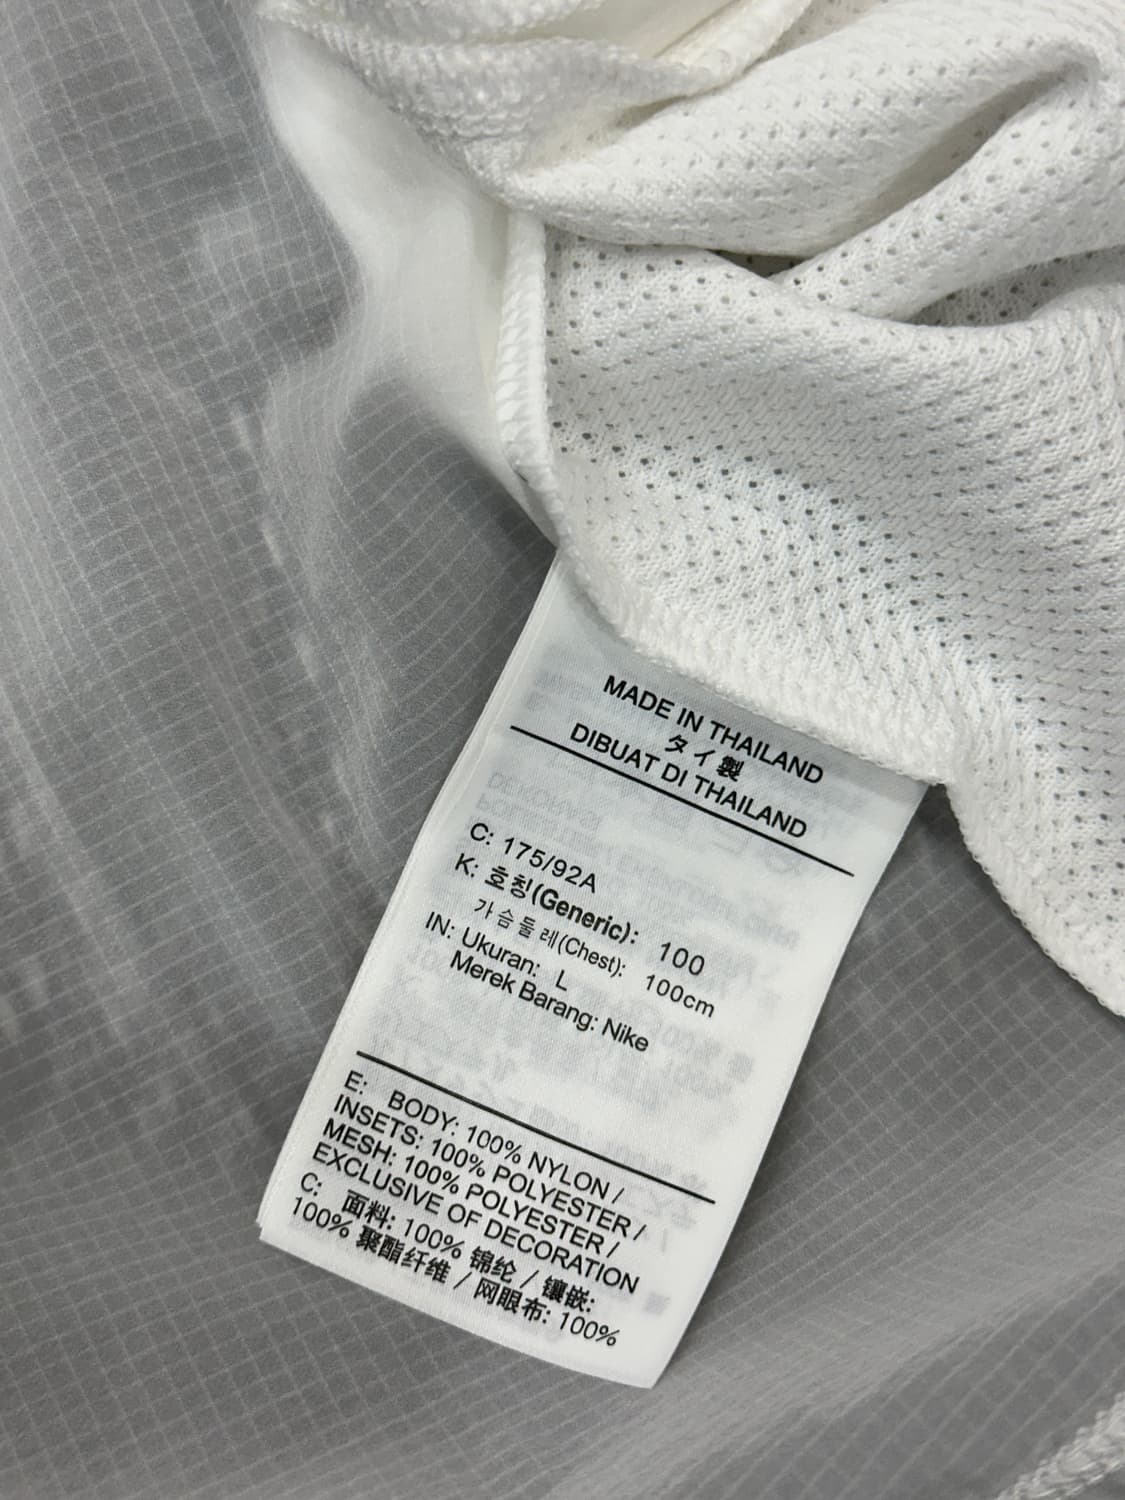 MADE IN THAILAND
タイ製
DIBUAT DI THAILAND
C: 175/92A
K: 호칭(Generic): 100
가슴둘레(Chest): 100cm
IN: Ukuran: L
Merek Barang: Nike
E: BODY: 100% NYLON /
INSETS: 100% POLYESTER /
MESH: 100% POLYESTER /
EXCLUSIVE OF DECORATION
C: 面料: 100% 锦纶 / 镶嵌:
100% 聚酯纤维 / 网眼布: 100%